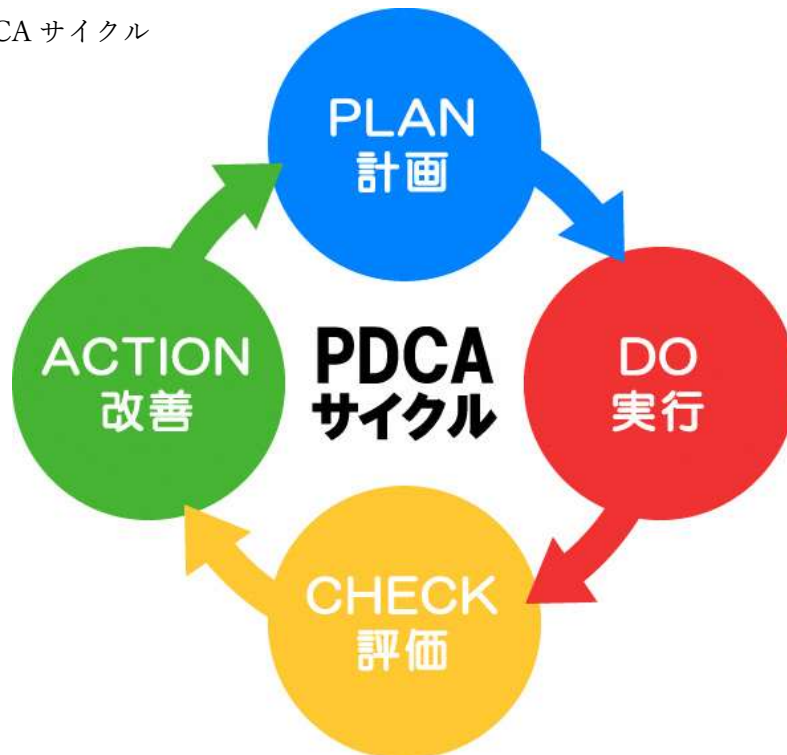 CA サイクル
PLAN
計画
ACTION
改善
PDCA
サイクル
DO
実行
CHECK
評価